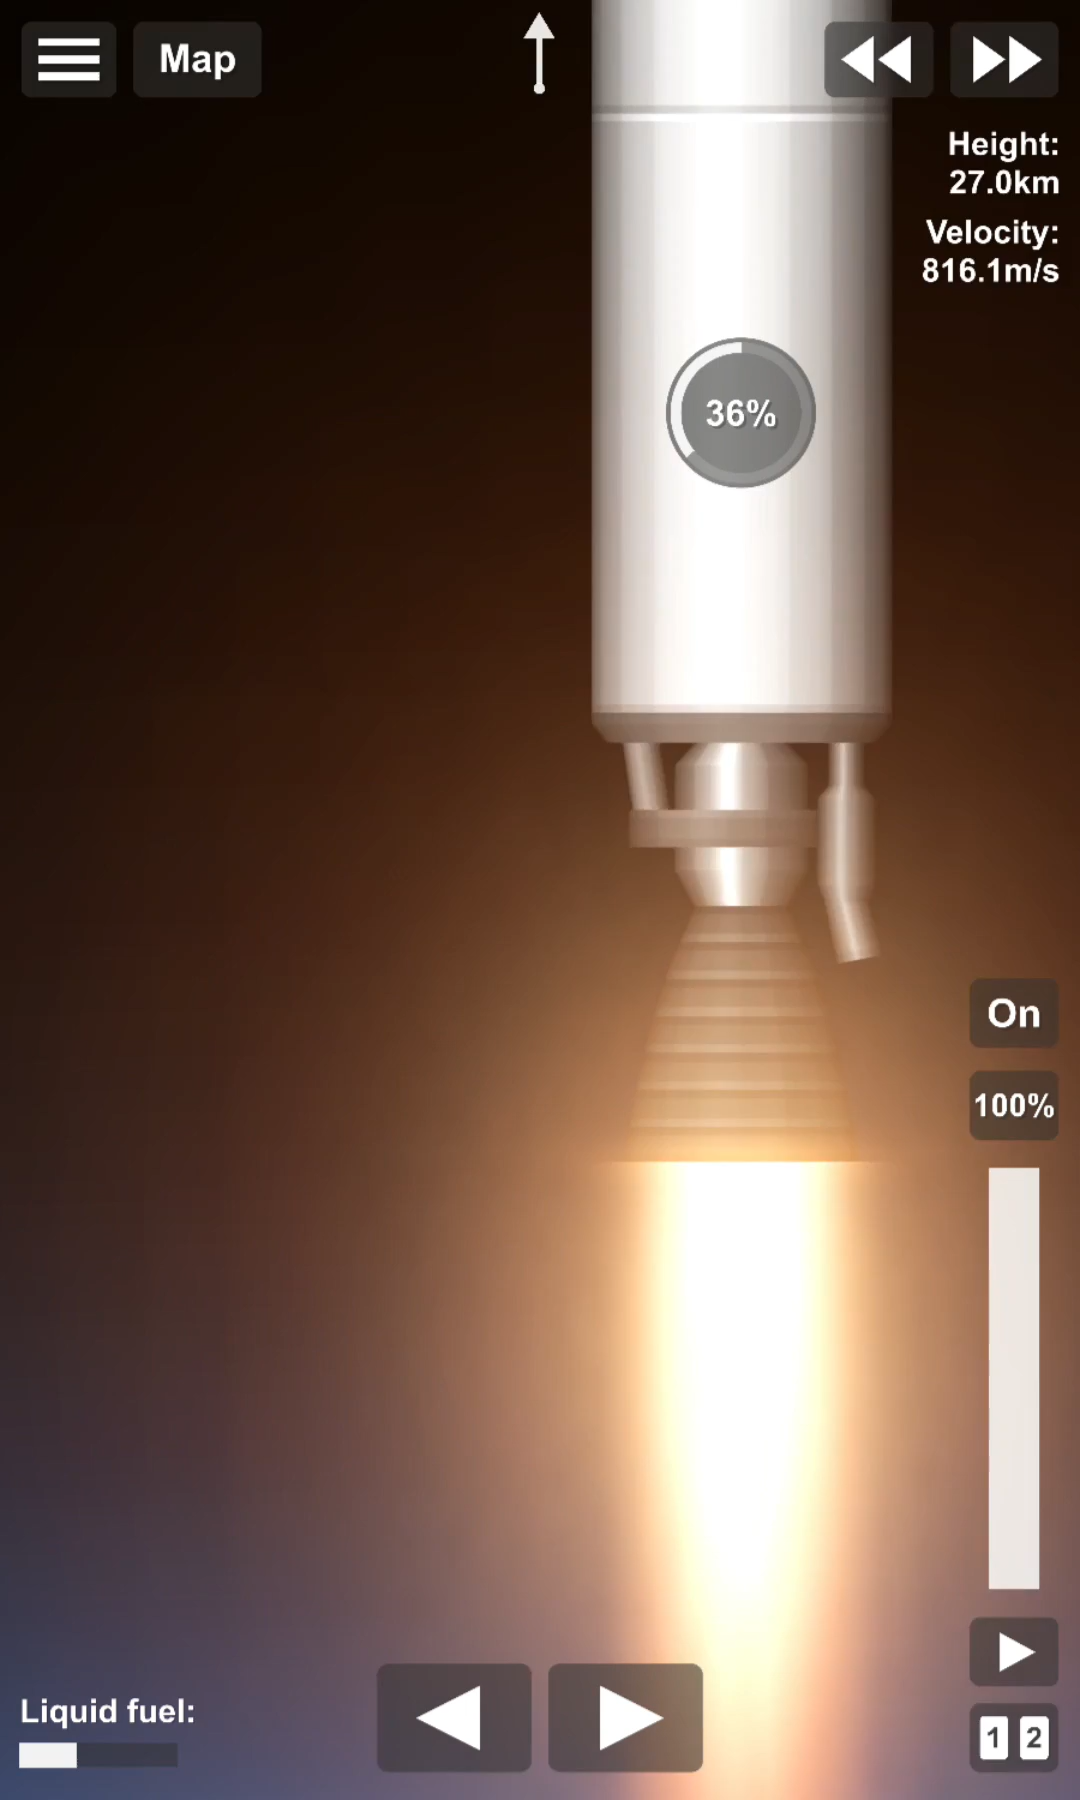 Map
Height:
27.0km
Velocity:
816.1m/s
36%
On
100%
Liquid fuel:
1 2